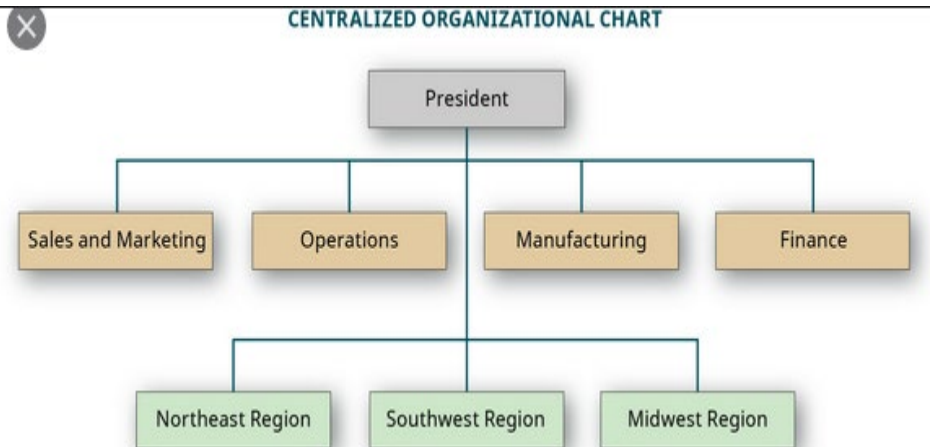 CENTRALIZED ORGANIZATIONAL CHART
President
Sales and Marketing
Operations
Manufacturing
Finance
Northeast Region
Southwest Region
Midwest Region